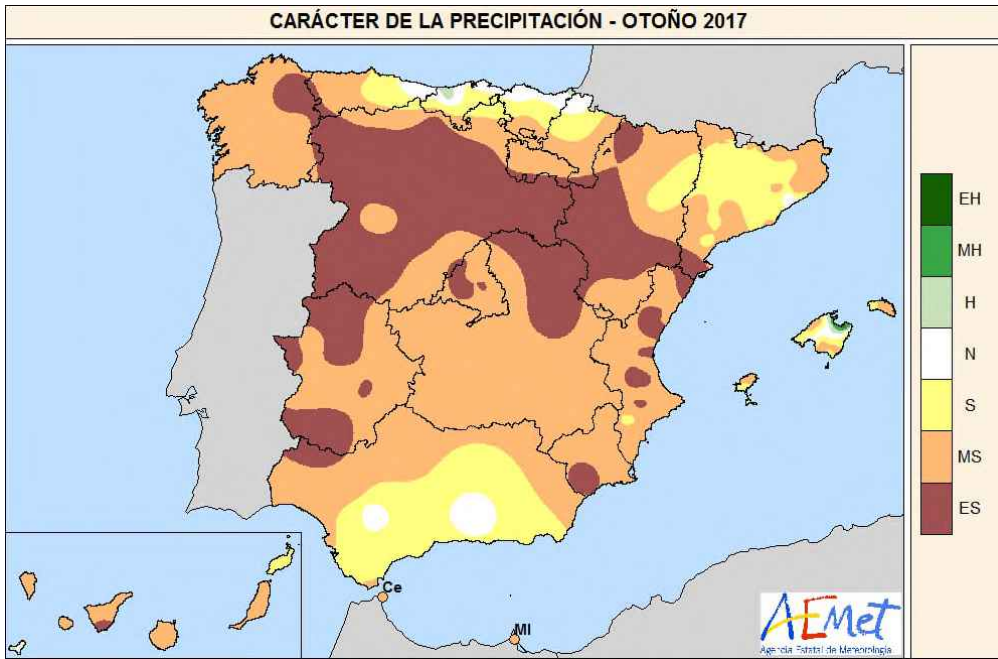 CARÁCTER DE LA PRECIPITACIÓN - OTOÑO 2017
EH
MH
H
N
S
MS
ES
Ce
Ml
AEMet
Agencia Estatal de Meteorología